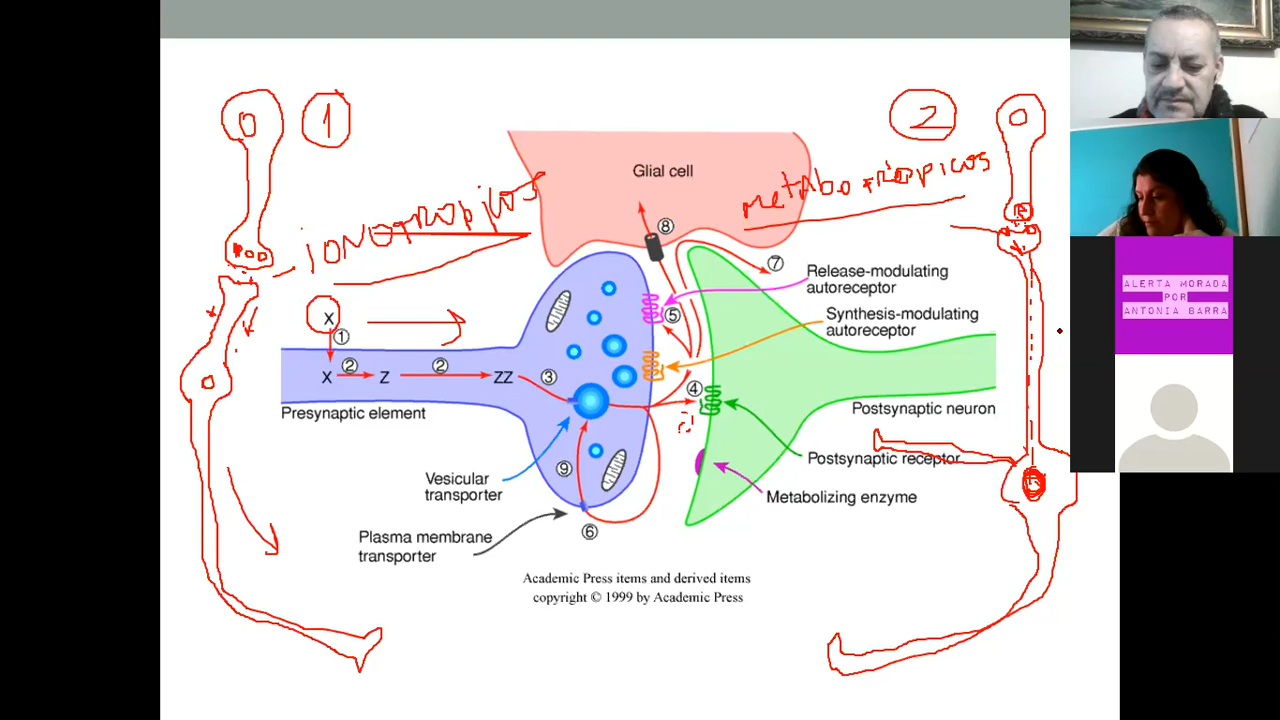 1
2
ionotropicos
metabotrópicos
Glial cell
8
7
Release-modulating
autoreceptor
5
Synthesis-modulating
autoreceptor
X
1
X 2 Z 2 ZZ 3
4
Presynaptic element
Postsynaptic neuron
Postsynaptic receptor
9
Vesicular
transporter
Metabolizing enzyme
6
Plasma membrane
transporter
Academic Press items and derived items
copyright © 1999 by Academic Press
ALERTA MORADA
POR
ANTONIA BARRA